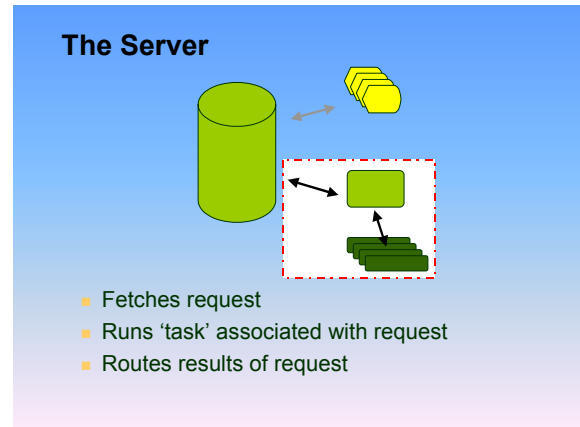 The Server
Fetches request
Runs ‘task’ associated with request
Routes results of request